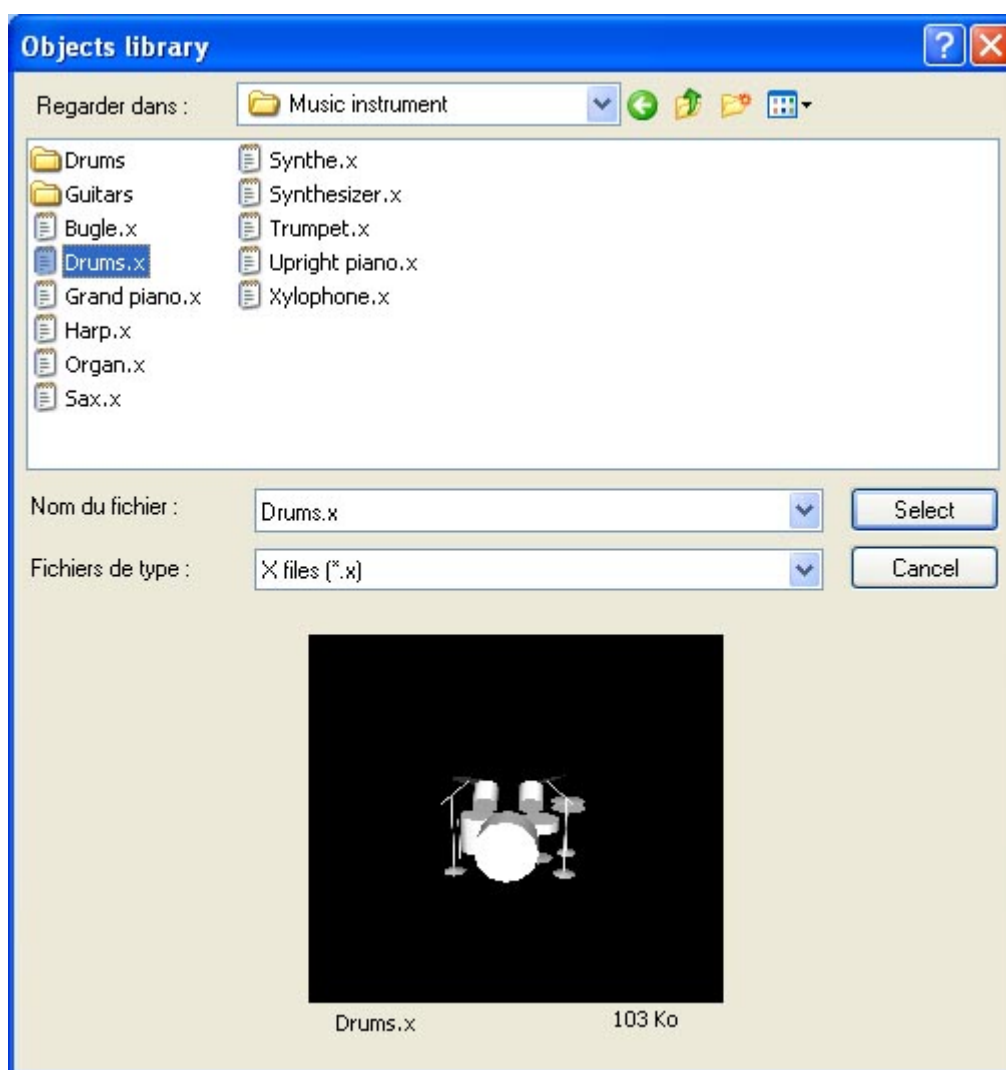 Objects library
Regarder dans :
Music instrument
Drums
Guitars
Bugle.x
Drums.x
Grand piano.x
Harp.x
Organ.x
Sax.x
Synthe.x
Synthesizer.x
Trumpet.x
Upright piano.x
Xylophone.x
Nom du fichier :
Drums.x
Select
Fichiers de type :
X files (*.x)
Cancel
Drums.x
103 Ko